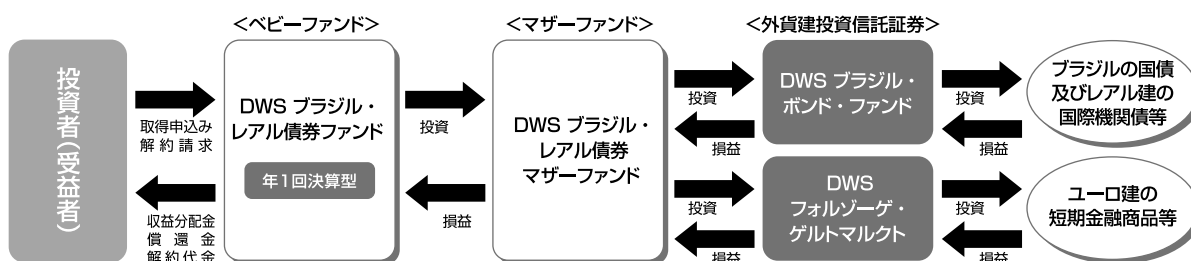 <ベビーファンド>
<マザーファンド>
<外貨建投資信託証券>
投資者(受益者)
取得申込み
解約請求
収益分配金
償還金
解約代金
DWS ブラジル・
レアル債券ファンド
年1回決算型
投資
損益
DWS ブラジル・
レアル債券
マザーファンド
投資
損益
投資
損益
DWS ブラジル・
ボンド・ファンド
DWS
フォルゾーゲ・
ゲルトマルクト
投資
損益
投資
損益
ブラジルの国債
及びレアル建の
国際機関債等
ユーロ建の
短期金融商品等